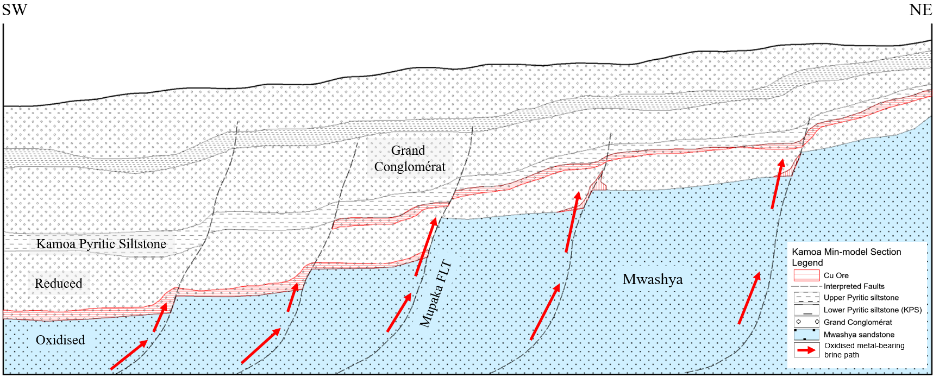 SW
NE
Grand
Conglomérat
Kamoa Pyritic Siltstone
Reduced
Oxidised
Mupaka FLT
Mwashya
Kamoa Min-model Section
Legend
Cu Ore
Interpreted Faults
Upper Pyritic siltstone
Lower Pyritic siltstone (KPS)
Grand Conglomérat
Mwashya sandstone
Oxidised metal-bearing
brinc path